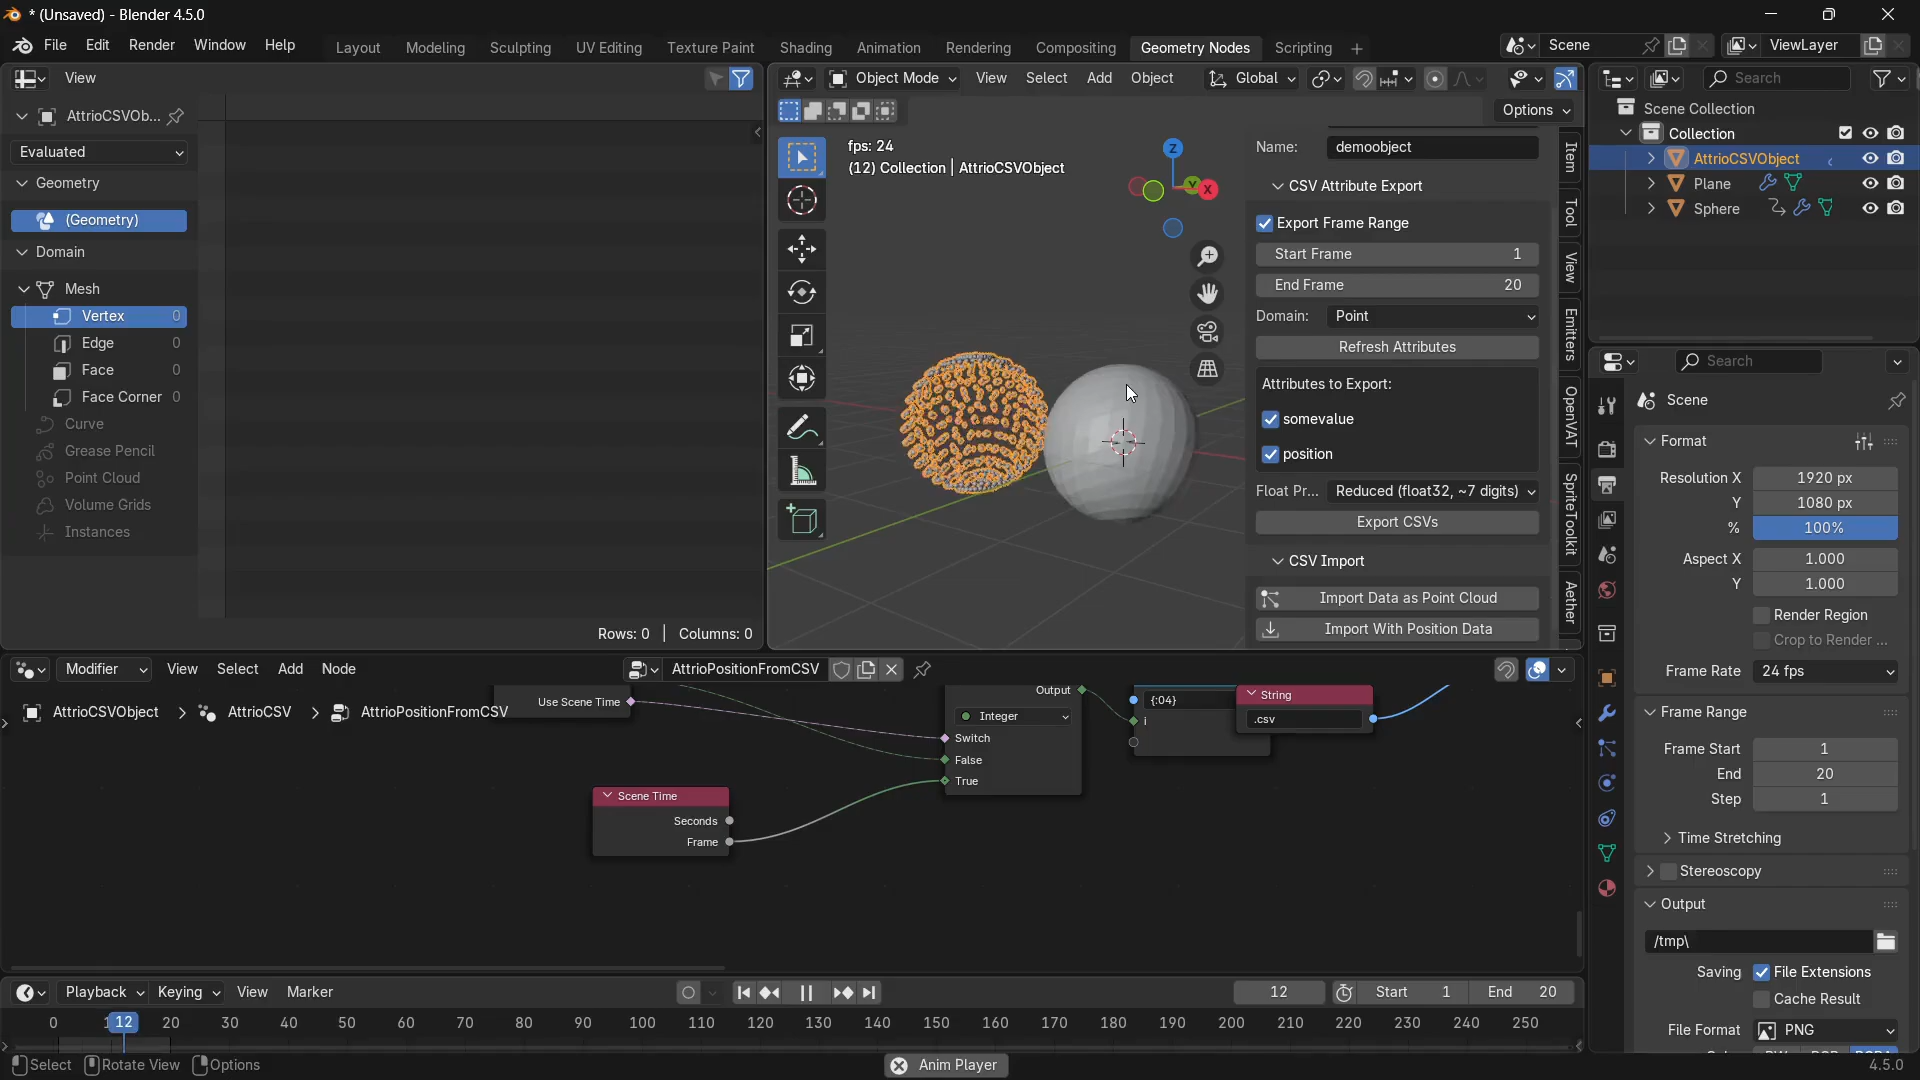 * (Unsaved) - Blender 4.5.0
File Edit Render Window Help
Layout Modeling Sculpting UV Editing Texture Paint Shading Animation Rendering Compositing Geometry Nodes Scripting
Scene
ViewLayer
View
AttrioCSVOb...
Evaluated
Geometry
(Geometry)
Domain
Mesh
Vertex 0
Edge 0
Face 0
Face Corner 0
Curve
Grease Pencil
Point Cloud
Volume Grids
Instances
Rows: 0 | Columns: 0
Object Mode View Select Add Object Global
Options
fps: 24
(12) Collection | AttrioCSVObject
Z
Y
X
Name: demoobject
CSV Attribute Export
Export Frame Range
Start Frame 1
End Frame 20
Domain: Point
Refresh Attributes
Attributes to Export:
somevalue
position
Float Pr... Reduced (float32, ~7 digits)
Export CSVs
CSV Import
Import Data as Point Cloud
Import With Position Data
Item
Tool
View
Emitters
OpenVAT
SpriteToolkit
Aether
Search
Scene Collection
Collection
AttrioCSVObject
Plane
Sphere
Search
Scene
Format
Resolution X 1920 px
Y 1080 px
% 100%
Aspect X 1.000
Y 1.000
Render Region
Crop to Render ...
Frame Rate 24 fps
Frame Range
Frame Start 1
End 20
Step 1
Time Stretching
Stereoscopy
Output
/tmp\
Saving File Extensions
Cache Result
File Format PNG
Modifier View Select Add Node
AttrioPositionFromCSV
AttrioCSVObject > AttrioCSV > AttrioPositionFromCSV
Use Scene Time
Scene Time
Seconds
Frame
Output
Integer
Switch
False
True
{:04}
i
String
.csv
Playback Keying View Marker
12
Start 1 End 20
0 12 20 30 40 50 60 70 80 90 100 110 120 130 140 150 160 170 180 190 200 210 220 230 240 250
Select Rotate View Options
Anim Player
4.5.0